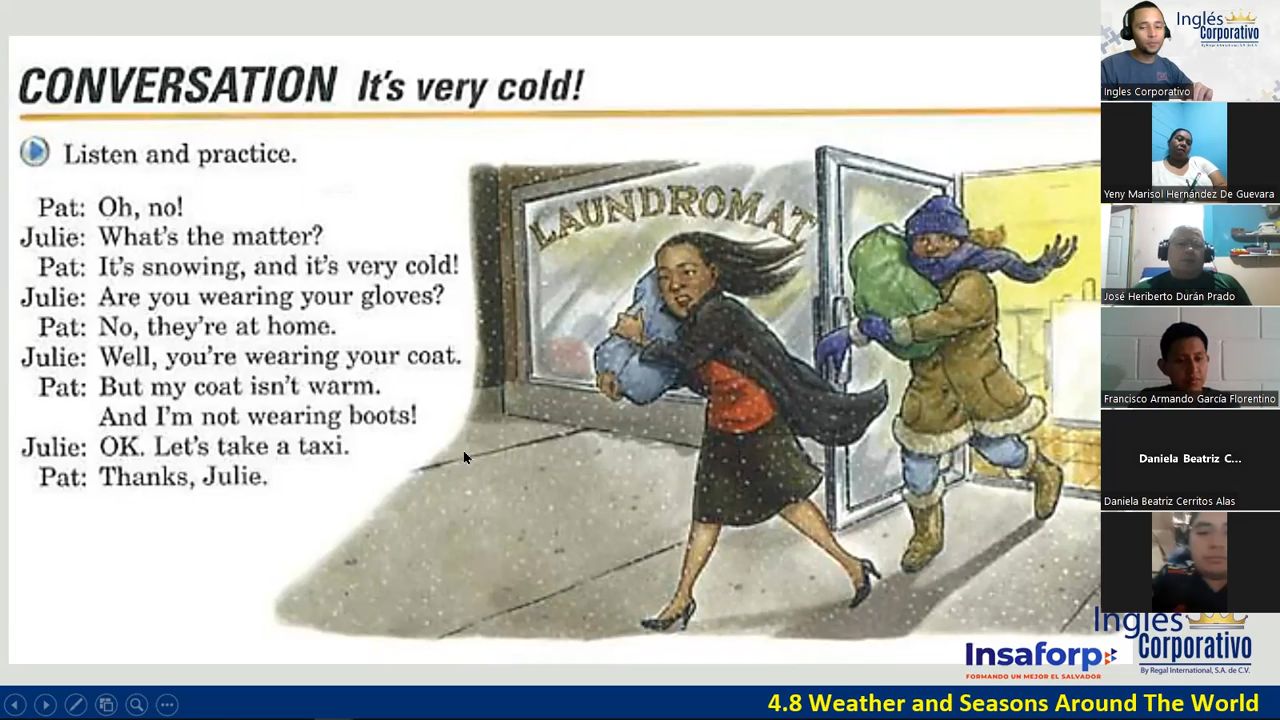 CONVERSATION It's very cold!
Listen and practice.
Pat: Oh, no!
Julie: What's the matter?
Pat: It's snowing, and it's very cold!
Julie: Are you wearing your gloves?
Pat: No, they're at home.
Julie: Well, you're wearing your coat.
Pat: But my coat isn't warm.
And I'm not wearing boots!
Julie: OK. Let's take a taxi.
Pat: Thanks, Julie.
LAUNDROMAT
Inglés
Corporativo
By Regal International, S.A. de C.V.
Ingles Corporativo
Yeny Marisol Hernández De Guevara
José Heriberto Durán Prado
Francisco Armando García Florentino
Daniela Beatriz C...
Daniela Beatriz Cerritos Alas
Insaforp
FORMANDO UN MEJOR EL SALVADOR
Inglés
Corporativo
By Regal International, S.A. de C.V.
4.8 Weather and Seasons Around The World